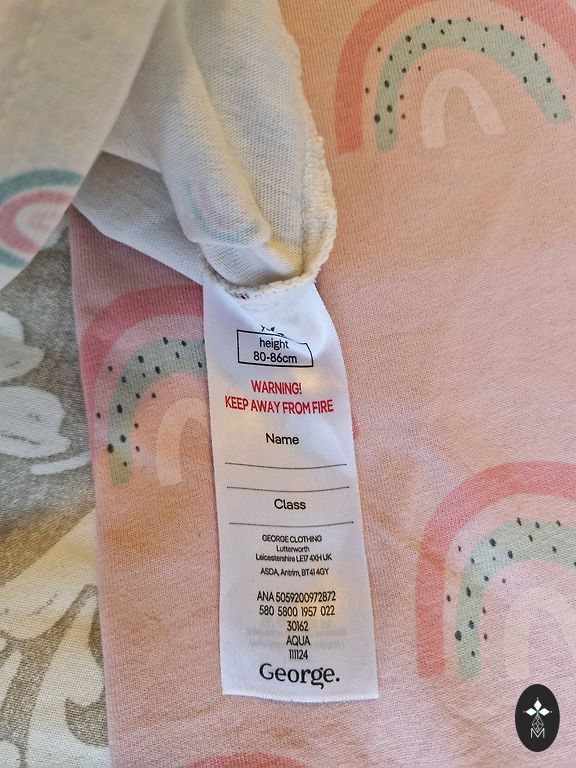 height
80-86cm
WARNING!
KEEP AWAY FROM FIRE
Name
Class
GEORGE CLOTHING
Lutterworth
Leicestershire LE17 4XH UK
ASDA, Antrim, BT41 4GY
ANA 5059200972872
580 5800 1957 022
30162
AQUA
111124
George.
M